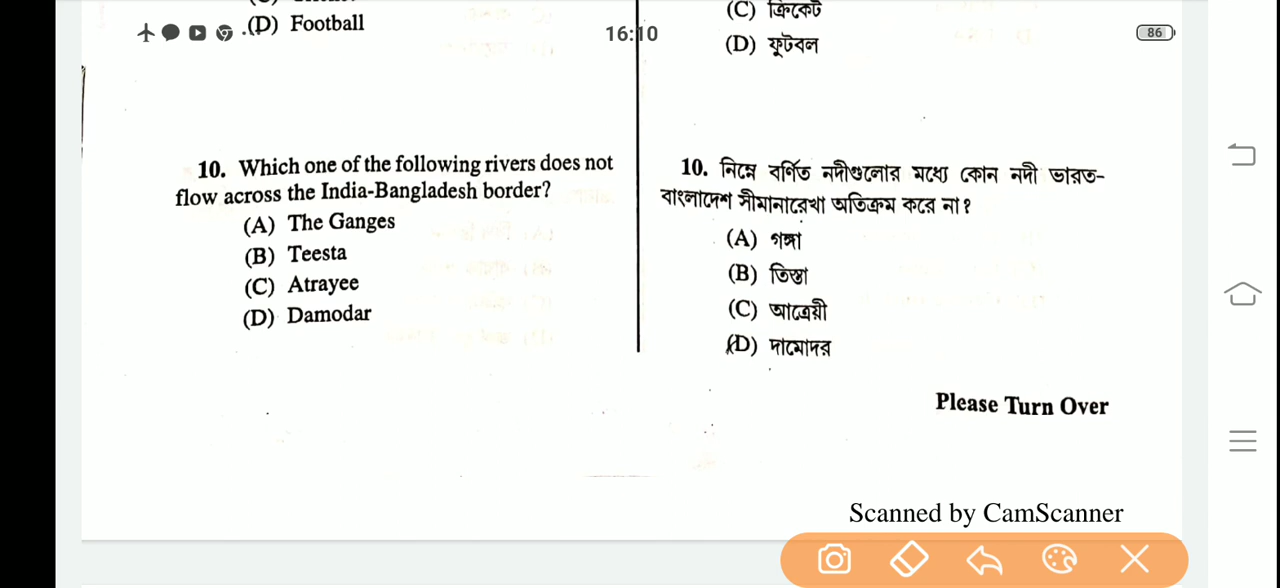 .(D) Football
16:10
86
(C) ক্রিকেট
(D) ফুটবল
10. Which one of the following rivers does not
flow across the India-Bangladesh border?
(A) The Ganges
(B) Teesta
(C) Atrayee
(D) Damodar
10. নিম্নে বর্ণিত নদীগুলোর মধ্যে কোন নদী ভারত-
বাংলাদেশ সীমানারেখা অতিক্রম করে না?
(A) গঙ্গা
(B) তিস্তা
(C) আত্রেয়ী
(D) দামোদর
Please Turn Over
Scanned by CamScanner